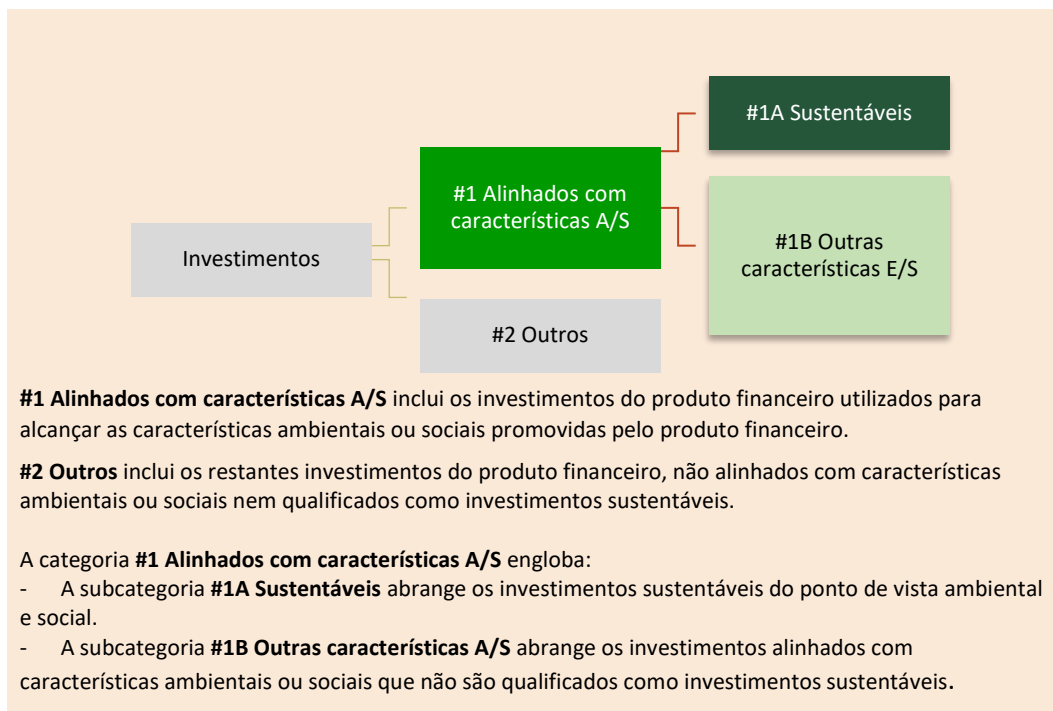 #1A Sustentáveis
#1 Alinhados com
características A/S
#1B Outras
características E/S
Investimentos
#2 Outros
#1 Alinhados com características A/S inclui os investimentos do produto financeiro utilizados para
alcançar as características ambientais ou sociais promovidas pelo produto financeiro.
#2 Outros inclui os restantes investimentos do produto financeiro, não alinhados com características
ambientais ou sociais nem qualificados como investimentos sustentáveis.
A categoria #1 Alinhados com características A/S engloba:
- A subcategoria #1A Sustentáveis abrange os investimentos sustentáveis do ponto de vista ambiental
e social.
- A subcategoria #1B Outras características A/S abrange os investimentos alinhados com
características ambientais ou sociais que não são qualificados como investimentos sustentáveis.